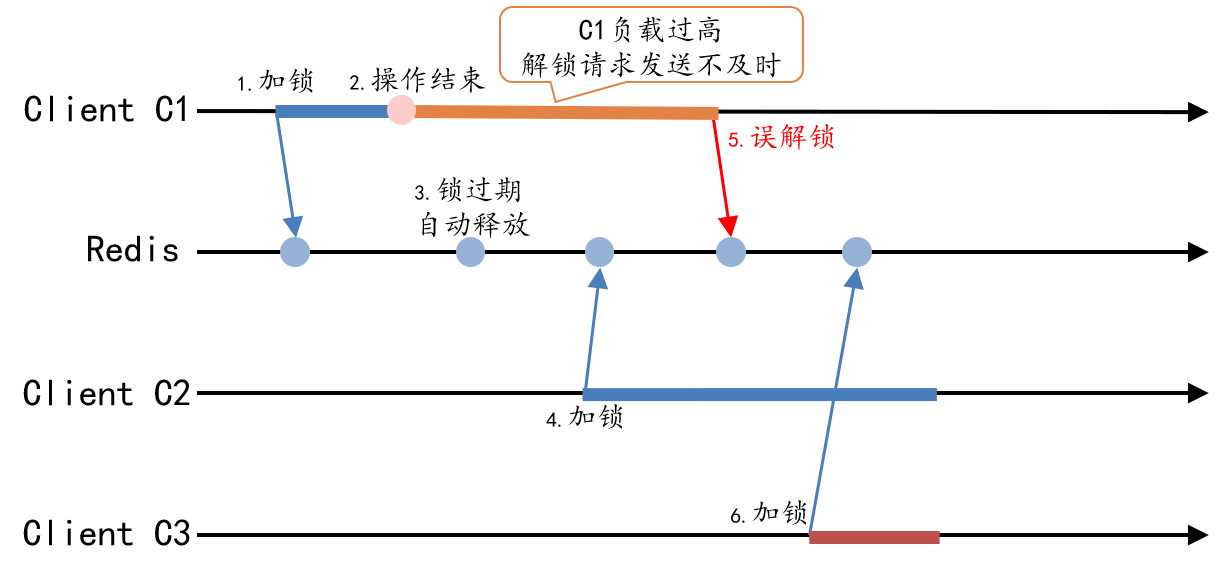 C1负载过高
解锁请求发送不及时
1.加锁
2.操作结束
Client C1
5.误解锁
3.锁过期
自动释放
Redis
Client C2
4.加锁
6.加锁
Client C3